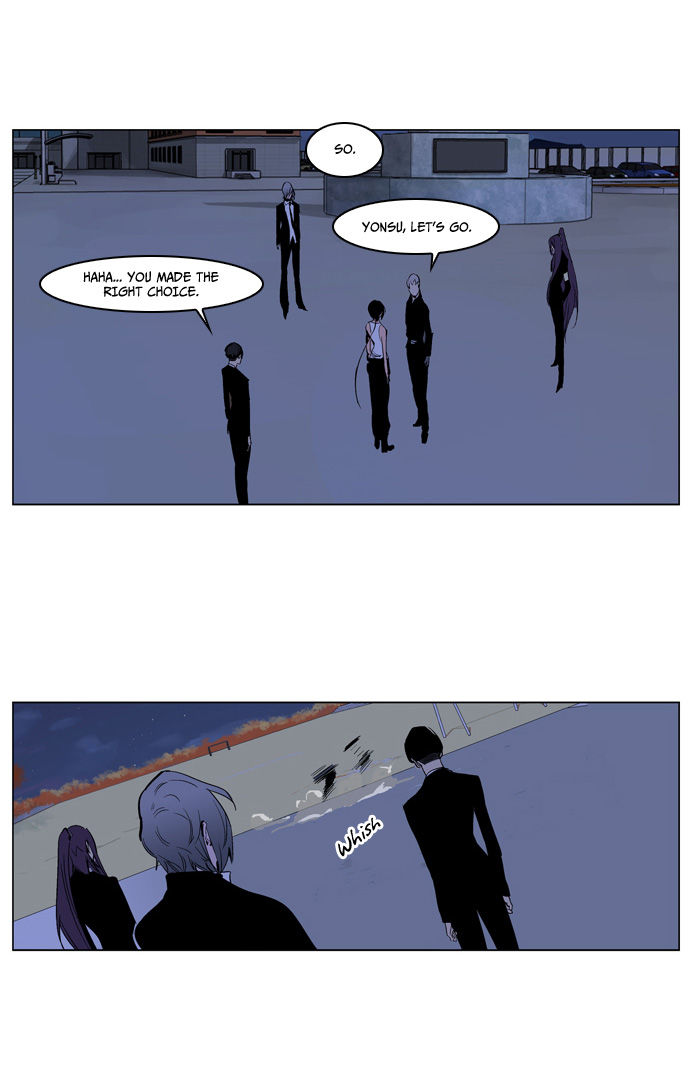 SO.
YONSU, LET'S GO.
HAHA... YOU MADE THE
RIGHT CHOICE.
Whish